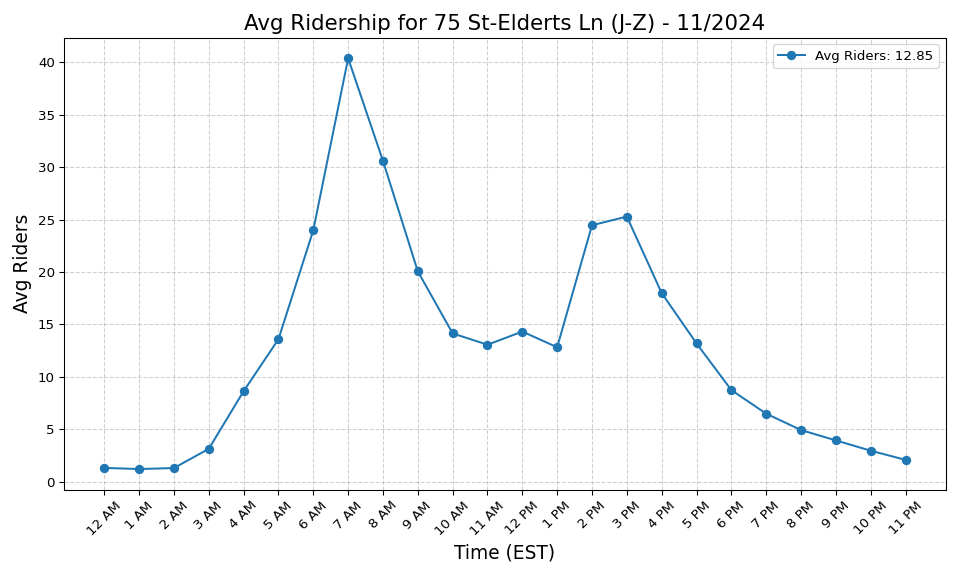 Avg Ridership for 75 St-Elderts Ln (J-Z) - 11/2024
Avg Riders: 12.85
Avg Riders
40
35
30
25
20
15
10
5
0
12 AM
1 AM
2 AM
3 AM
4 AM
5 AM
6 AM
7 AM
8 AM
9 AM
10 AM
11 AM
12 PM
1 PM
2 PM
3 PM
4 PM
5 PM
6 PM
7 PM
8 PM
9 PM
10 PM
11 PM
Time (EST)